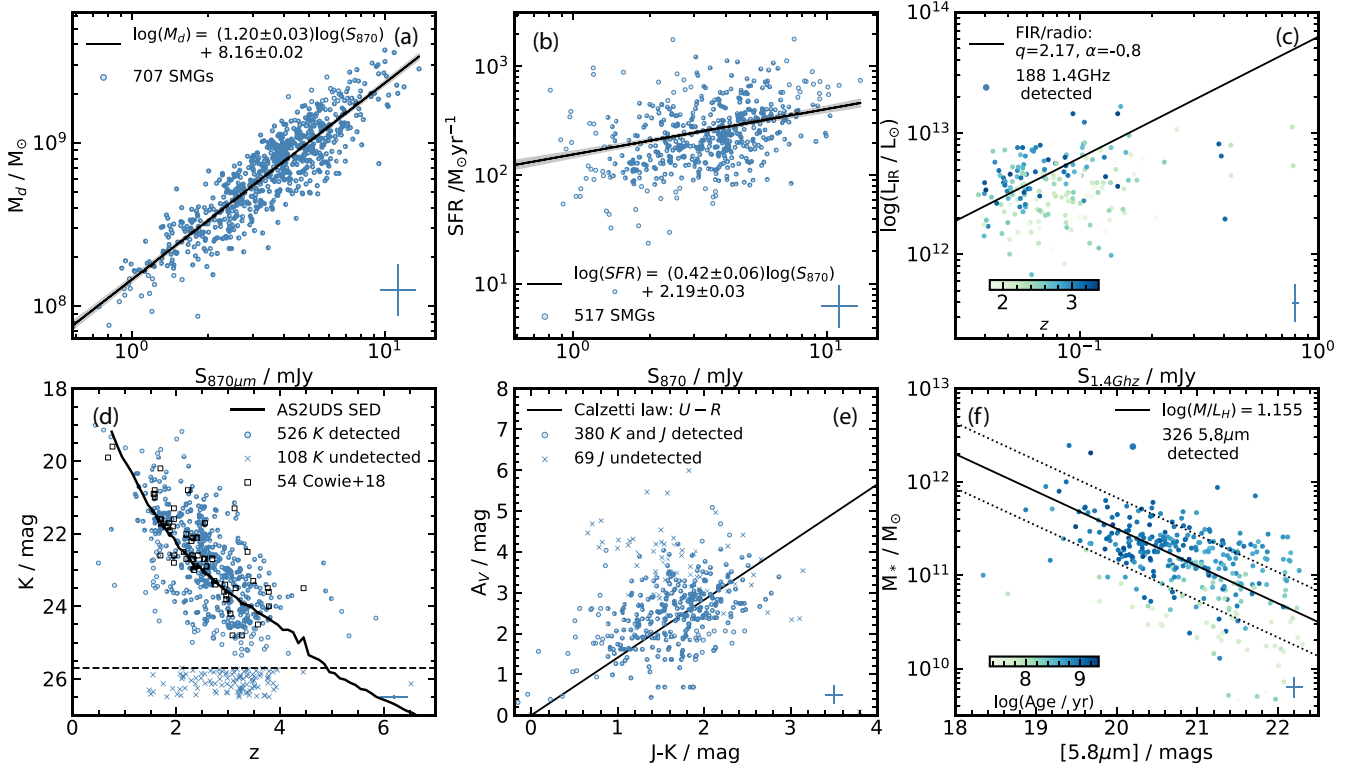 (a)
log(M_d) = (1.20±0.03)log(S_870)
+ 8.16±0.02
707 SMGs
M_d / M_⊙
10^9
10^8
10^0
10^1
S_870μm / mJy
(b)
log(SFR) = (0.42±0.06)log(S_870)
+ 2.19±0.03
517 SMGs
SFR /M_⊙yr^−1
10^3
10^2
10^1
10^0
10^1
S_870 / mJy
(c)
FIR/radio:
q=2.17, α=-0.8
188 1.4GHz
detected
log(L_IR / L_⊙)
10^14
10^13
10^12
2 3
z
10^−1
10^0
S_1.4Ghz / mJy
(d)
AS2UDS SED
526 K detected
108 K undetected
54 Cowie+18
K / mag
18
20
22
24
26
0 2 4 6
z
(e)
Calzetti law: U − R
380 K and J detected
69 J undetected
A_V / mag
8
7
6
5
4
3
2
1
0
0 1 2 3 4
J-K / mag
(f)
log(M/L_H) = 1.155
326 5.8μm
detected
M_* / M_⊙
10^13
10^12
10^11
10^10
8 9
log(Age / yr)
18 19 20 21 22
[5.8μm] / mags